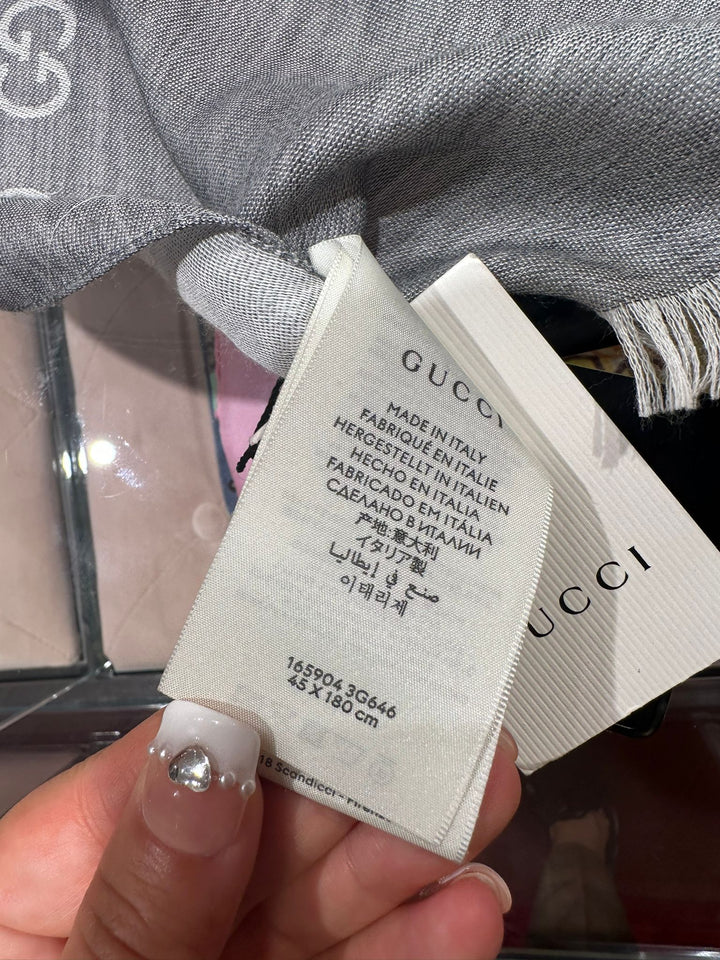 GUCCI
MADE IN ITALY
FABRIQUÉ EN ITALIE
HERGESTELLT IN ITALIEN
HECHO EN ITALIA
FABRICADO EM ITÁLIA
СДЕЛАНО В ИТАЛИИ
产地:意大利
イタリア製
صنع في إيطاليا
이태리제
165904 3G646
45 X 180 cm
18 Scandicci - Firenze
UCCI